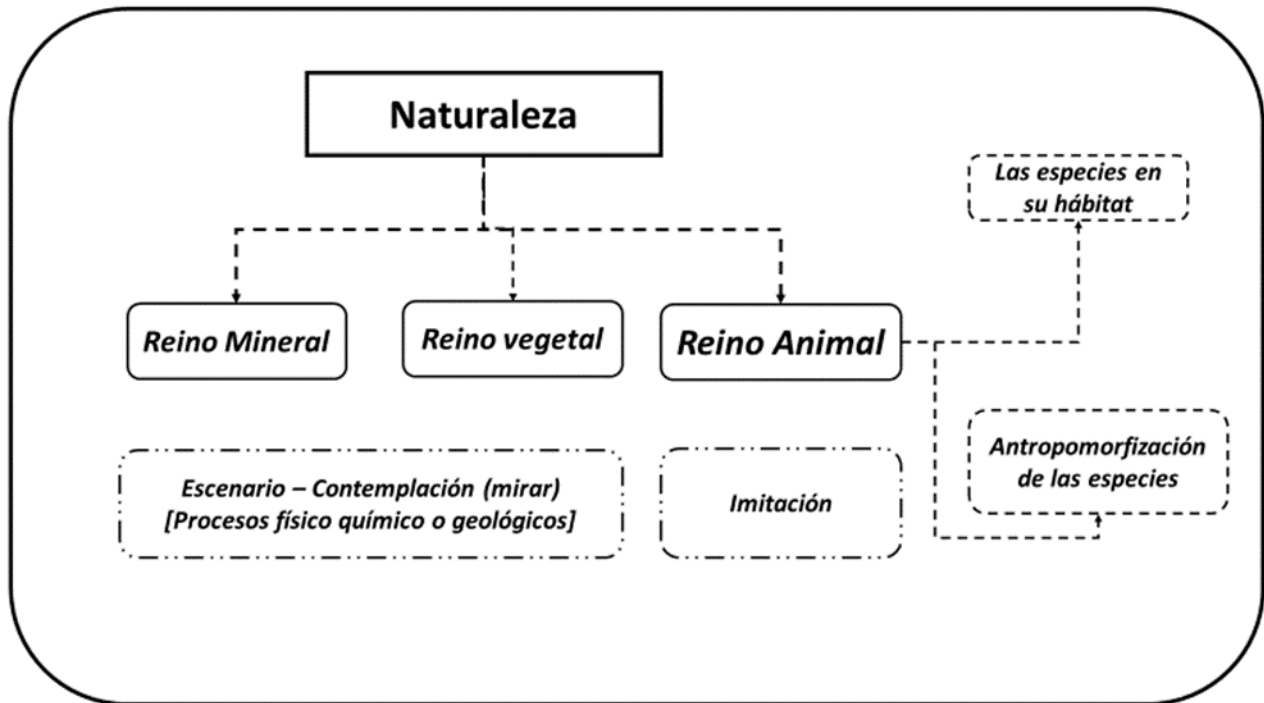 Naturaleza
Las especies en
su hábitat
Reino Mineral
Reino vegetal
Reino Animal
Antropomorfización
de las especies
Escenario – Contemplación (mirar)
[Procesos físico químico o geológicos]
Imitación